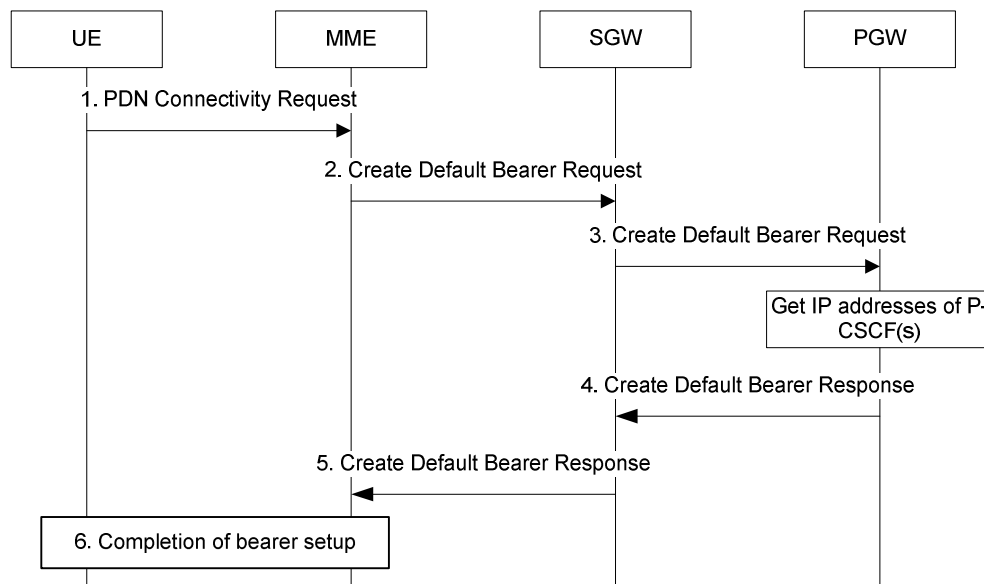 UE
MME
SGW
PGW
1. PDN Connectivity Request
2. Create Default Bearer Request
3. Create Default Bearer Request
Get IP addresses of P-
CSCF(s)
4. Create Default Bearer Response
5. Create Default Bearer Response
6. Completion of bearer setup